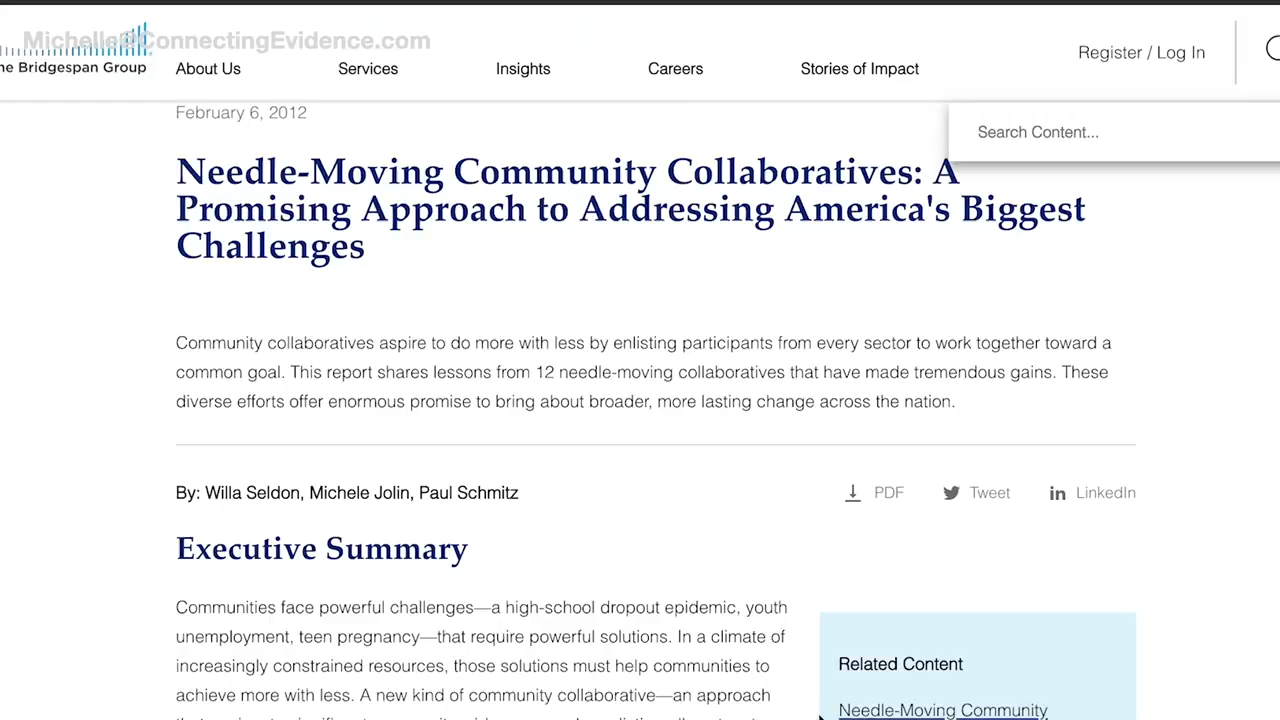 Michelle@ConnectingEvidence.com
he Bridgespan Group
About Us
Services
Insights
Careers
Stories of Impact
Register / Log In
February 6, 2012
Search Content...
Needle-Moving Community Collaboratives: A
Promising Approach to Addressing America's Biggest
Challenges
Community collaboratives aspire to do more with less by enlisting participants from every sector to work together toward a
common goal. This report shares lessons from 12 needle-moving collaboratives that have made tremendous gains. These
diverse efforts offer enormous promise to bring about broader, more lasting change across the nation.
By: Willa Seldon, Michele Jolin, Paul Schmitz
PDF
Tweet
in LinkedIn
Executive Summary
Communities face powerful challenges—a high-school dropout epidemic, youth
unemployment, teen pregnancy—that require powerful solutions. In a climate of
increasingly constrained resources, those solutions must help communities to
achieve more with less. A new kind of community collaborative—an approach
Related Content
Needle-Moving Community